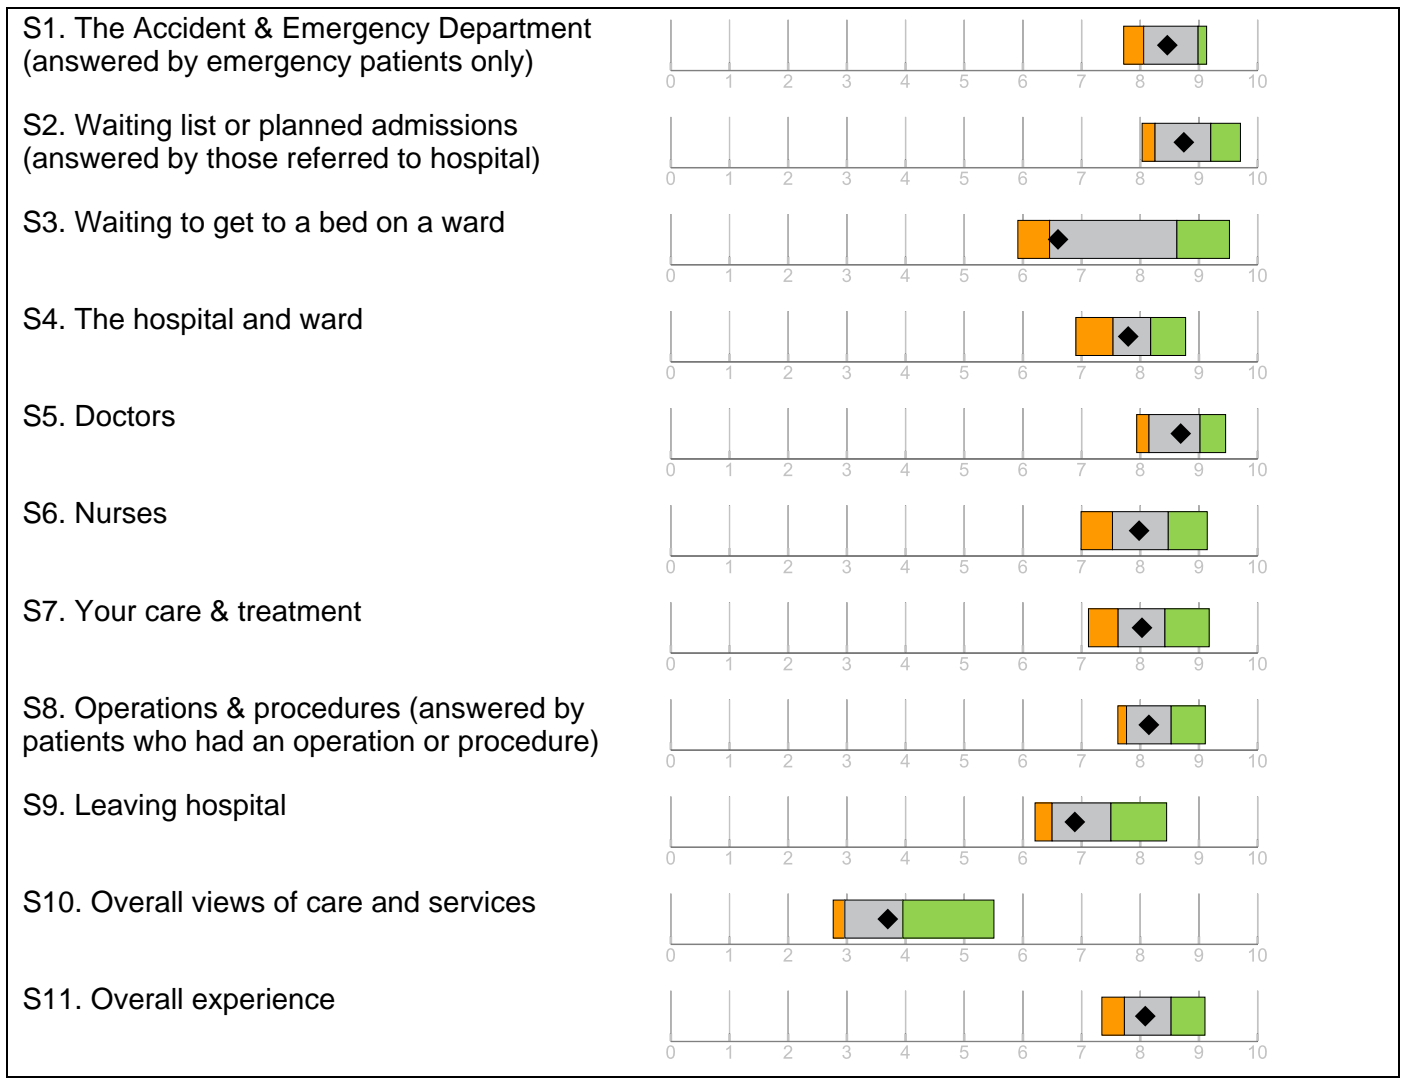 S1. The Accident & Emergency Department
(answered by emergency patients only)
0 1 2 3 4 5 6 7 8 9 10
S2. Waiting list or planned admissions
(answered by those referred to hospital)
0 1 2 3 4 5 6 7 8 9 10
S3. Waiting to get to a bed on a ward
0 1 2 3 4 5 6 7 8 9 10
S4. The hospital and ward
0 1 2 3 4 5 6 7 8 9 10
S5. Doctors
0 1 2 3 4 5 6 7 8 9 10
S6. Nurses
0 1 2 3 4 5 6 7 8 9 10
S7. Your care & treatment
0 1 2 3 4 5 6 7 8 9 10
S8. Operations & procedures (answered by
patients who had an operation or procedure)
0 1 2 3 4 5 6 7 8 9 10
S9. Leaving hospital
0 1 2 3 4 5 6 7 8 9 10
S10. Overall views of care and services
0 1 2 3 4 5 6 7 8 9 10
S11. Overall experience
0 1 2 3 4 5 6 7 8 9 10